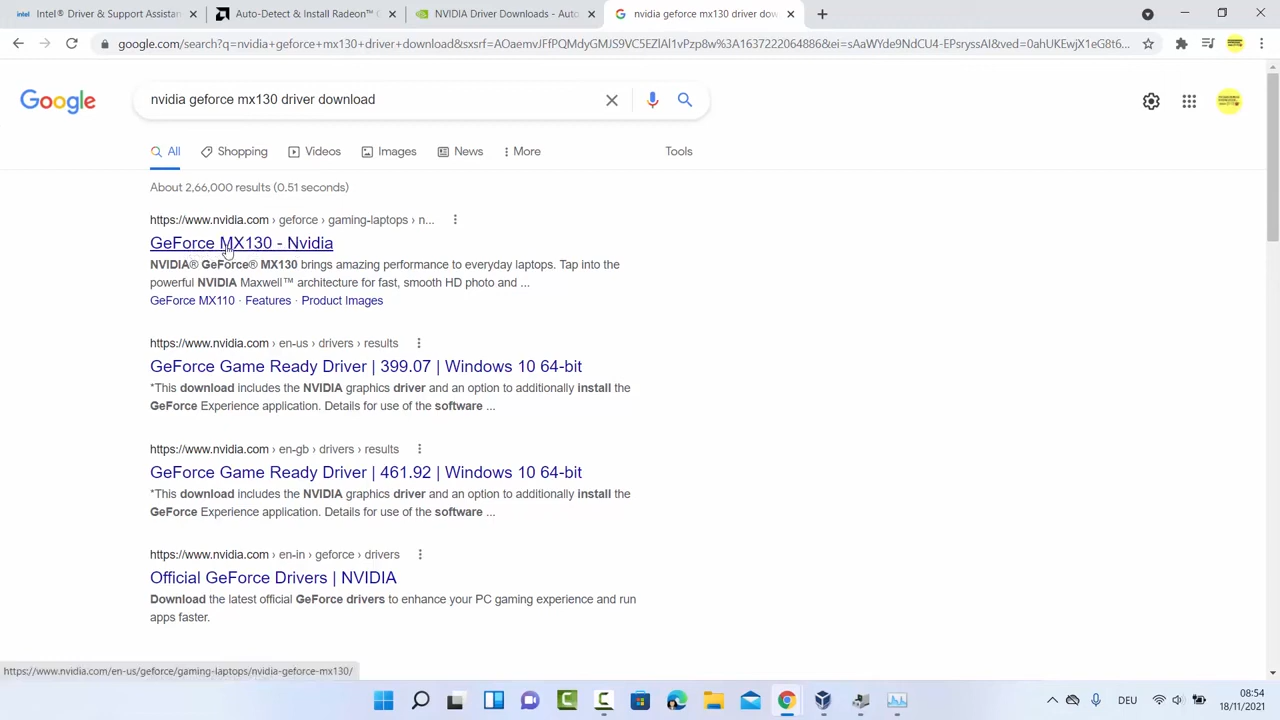 intel Intel® Driver & Support Assistan
Auto-Detect & Install Radeon™ G
NVIDIA Driver Downloads - Auto
nvidia geforce mx130 driver dow
Google
nvidia geforce mx130 driver download
All
Shopping
Videos
Images
News
More
Tools
About 2,66,000 results (0.51 seconds)
https://www.nvidia.com › geforce › gaming-laptops › n...
GeForce MX130 - Nvidia
NVIDIA® GeForce® MX130 brings amazing performance to everyday laptops. Tap into the
powerful NVIDIA Maxwell™ architecture for fast, smooth HD photo and ...
GeForce MX110 · Features · Product Images
https://www.nvidia.com › en-us › drivers › results
GeForce Game Ready Driver | 399.07 | Windows 10 64-bit
*This download includes the NVIDIA graphics driver and an option to additionally install the
GeForce Experience application. Details for use of the software ...
https://www.nvidia.com › en-gb › drivers › results
GeForce Game Ready Driver | 461.92 | Windows 10 64-bit
*This download includes the NVIDIA graphics driver and an option to additionally install the
GeForce Experience application. Details for use of the software ...
https://www.nvidia.com › en-in › geforce › drivers
Official GeForce Drivers | NVIDIA
Download the latest official GeForce drivers to enhance your PC gaming experience and run
apps faster.
https://www.nvidia.com/en-us/geforce/gaming-laptops/nvidia-geforce-mx130/
DEU
08:54
18/11/2021